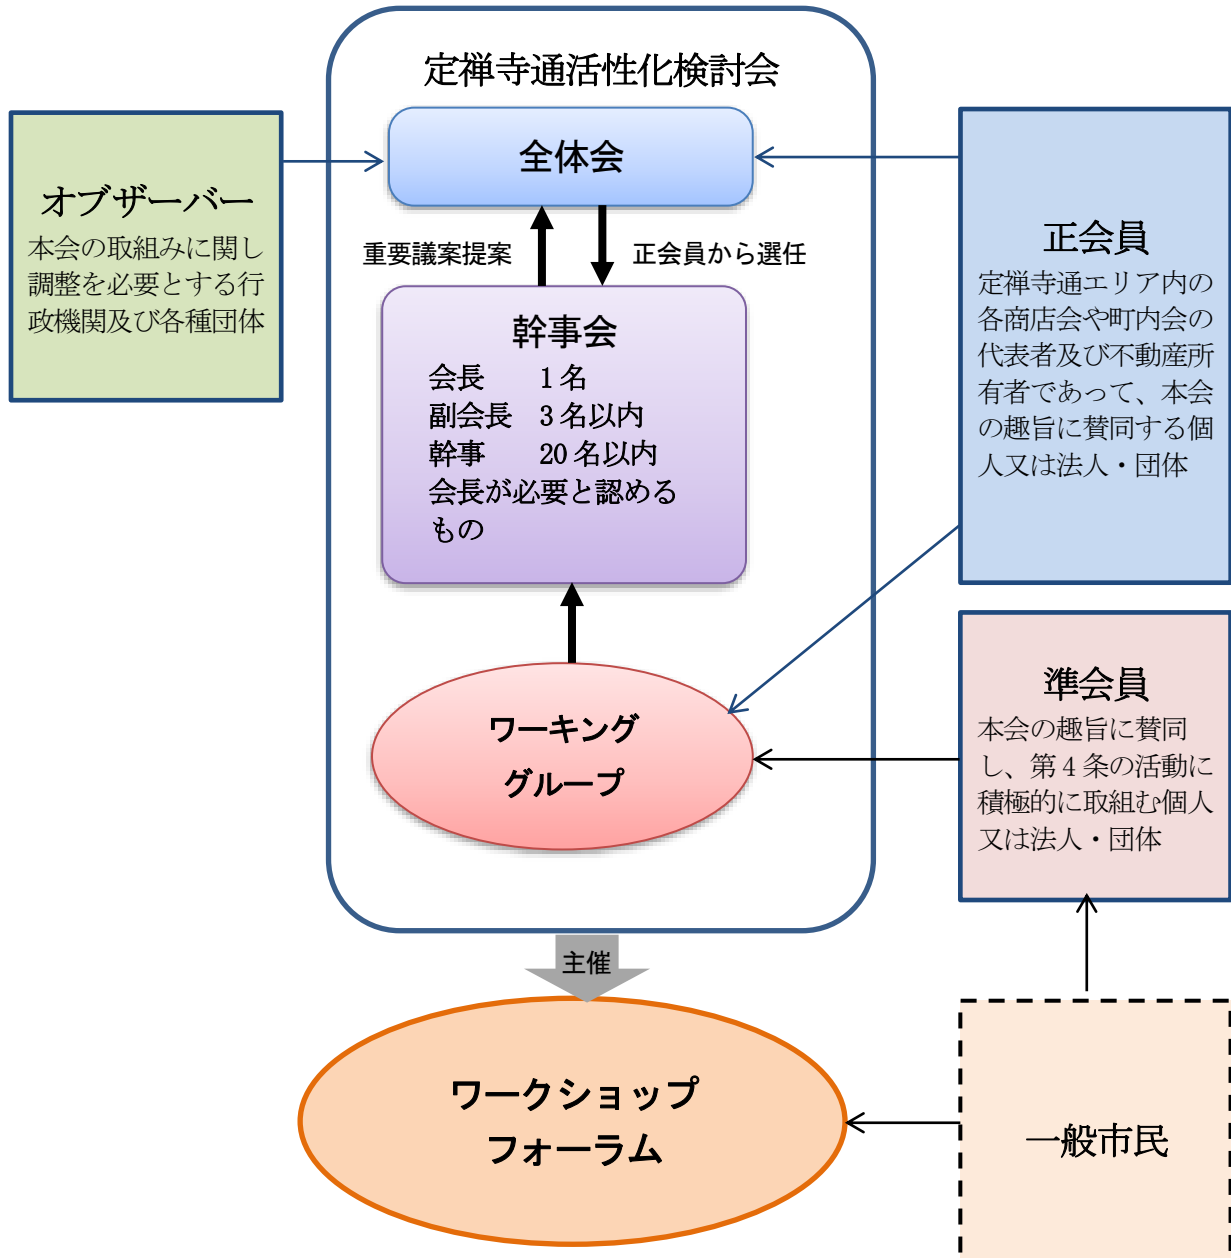 定禅寺通活性化検討会
全体会
オブザーバー
本会の取組みに関し
調整を必要とする行
政機関及び各種団体
重要議案提案
正会員から選任
正会員
定禅寺通エリア内の
各商店会や町内会の
代表者及び不動産所
有者であって、本会
の趣旨に賛同する個
人又は法人・団体
幹事会
会長 1名
副会長 3名以内
幹事 20名以内
会長が必要と認める
もの
ワーキング
グループ
準会員
本会の趣旨に賛同
し、第4条の活動に
積極的に取組む個人
又は法人・団体
主催
ワークショップ
フォーラム
一般市民